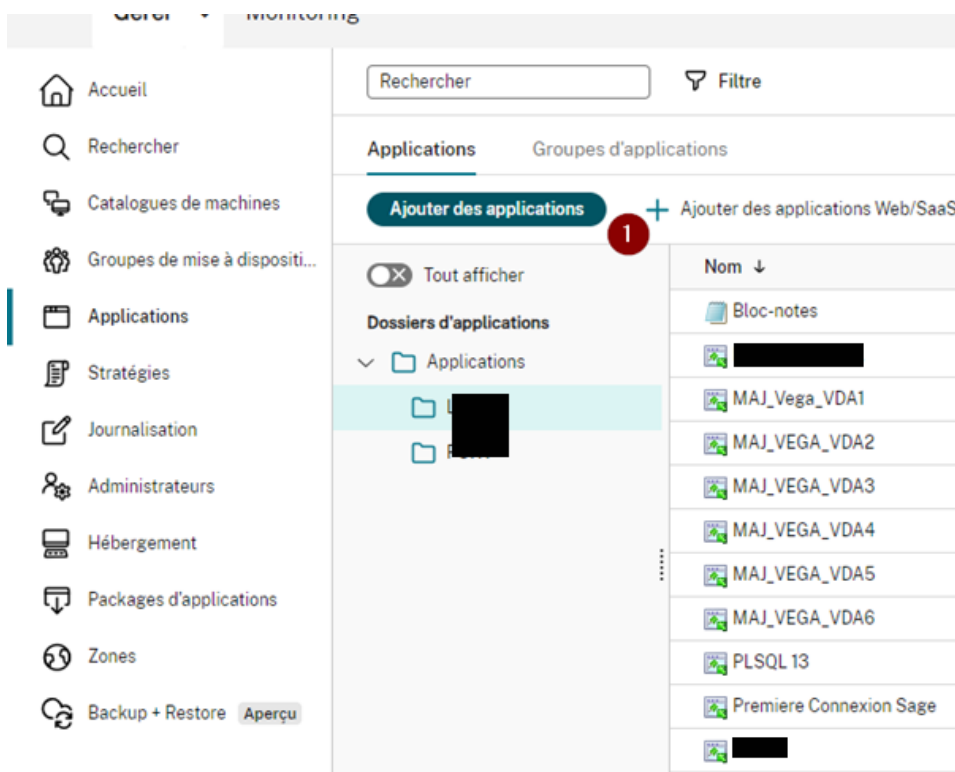 Gérer Monitoring
Accueil
Rechercher
Catalogues de machines
Groupes de mise à dispositi...
Applications
Stratégies
Journalisation
Administrateurs
Hébergement
Packages d'applications
Zones
Backup + Restore Aperçu
Rechercher Filtre
Applications Groupes d'applications
Ajouter des applications 1 + Ajouter des applications Web/SaaS
Tout afficher
Dossiers d'applications
Applications
Nom ↓
Bloc-notes
MAJ_Vega_VDA1
MAJ_VEGA_VDA2
MAJ_VEGA_VDA3
MAJ_VEGA_VDA4
MAJ_VEGA_VDA5
MAJ_VEGA_VDA6
PLSQL 13
Premiere Connexion Sage